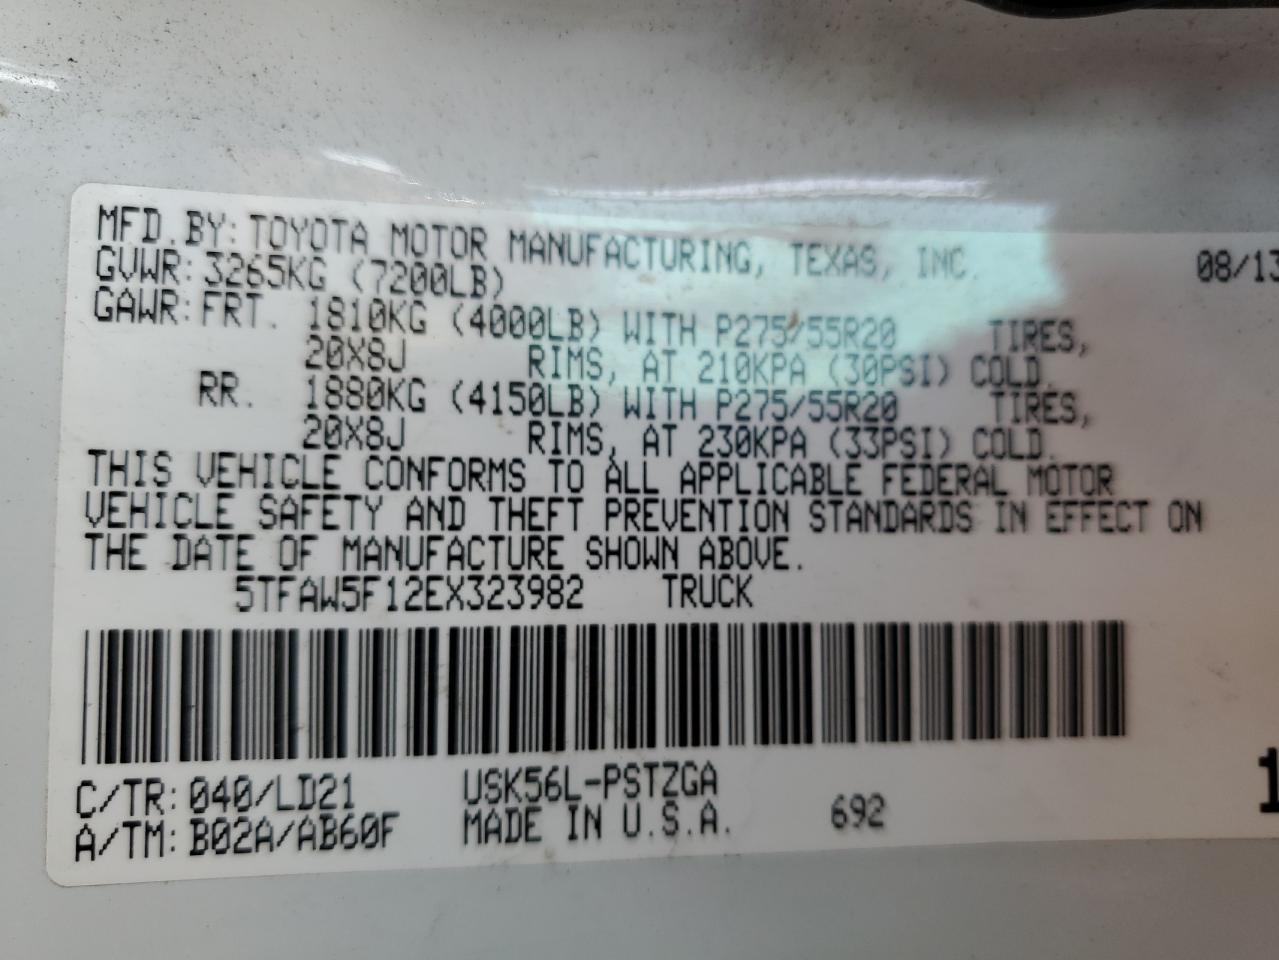 MFD.BY: TOYOTA MOTOR MANUFACTURING, TEXAS, INC. 08/13
GVWR: 3265KG (7200LB)
GAWR: FRT. 1810KG (4000LB) WITH P275/55R20 TIRES,
20X8J RIMS, AT 210KPA (30PSI) COLD.
RR. 1880KG (4150LB) WITH P275/55R20 TIRES,
20X8J RIMS, AT 230KPA (33PSI) COLD.
THIS VEHICLE CONFORMS TO ALL APPLICABLE FEDERAL MOTOR
VEHICLE SAFETY AND THEFT PREVENTION STANDARDS IN EFFECT ON
THE DATE OF MANUFACTURE SHOWN ABOVE.
5TFAW5F12EX323982 TRUCK
C/TR: 040/LD21 USK56L-PSTZGA
A/TM: B02A/AB60F MADE IN U.S.A. 692